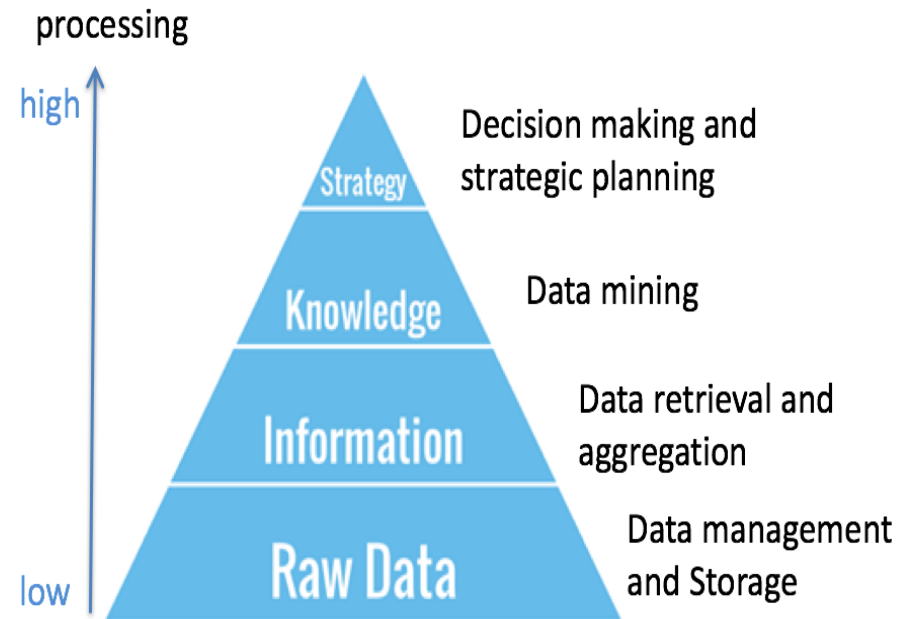 processing
high
Decision making and
strategic planning
Strategy
Data mining
Knowledge
Data retrieval and
aggregation
Information
Data management
and Storage
Raw Data
low